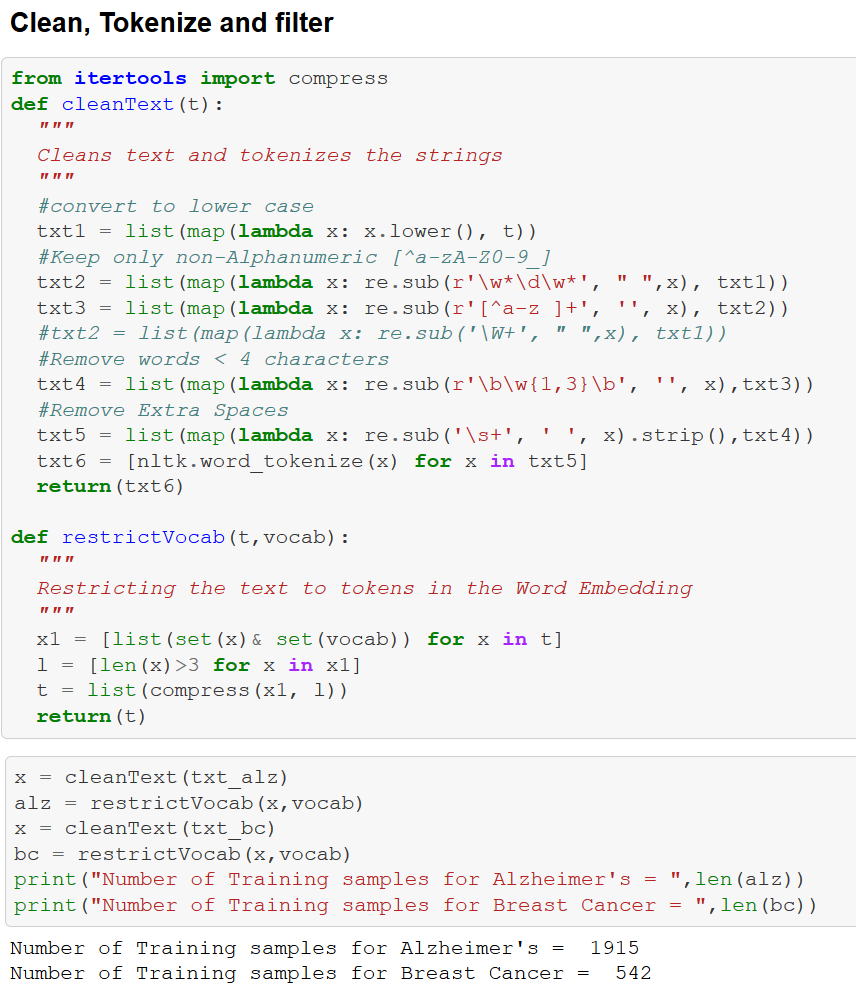 Clean, Tokenize and filter
from itertools import compress
def cleanText(t):
  """
  Cleans text and tokenizes the strings
  """
  #convert to lower case
  txt1 = list(map(lambda x: x.lower(), t))
  #Keep only non-Alphanumeric [^a-zA-Z0-9_]
  txt2 = list(map(lambda x: re.sub(r'\w*\d\w*', " ",x), txt1))
  txt3 = list(map(lambda x: re.sub(r'[^a-z ]+', '', x), txt2))
  #txt2 = list(map(lambda x: re.sub('\W+', " ",x), txt1))
  #Remove words < 4 characters
  txt4 = list(map(lambda x: re.sub(r'\b\w{1,3}\b', '', x),txt3))
  #Remove Extra Spaces
  txt5 = list(map(lambda x: re.sub('\s+', ' ', x).strip(),txt4))
  txt6 = [nltk.word_tokenize(x) for x in txt5]
  return(txt6)

def restrictVocab(t,vocab):
  """
  Restricting the text to tokens in the Word Embedding
  """
  x1 = [list(set(x)& set(vocab)) for x in t]
  l = [len(x)>3 for x in x1]
  t = list(compress(x1, l))
  return(t)

x = cleanText(txt_alz)
alz = restrictVocab(x,vocab)
x = cleanText(txt_bc)
bc = restrictVocab(x,vocab)
print("Number of Training samples for Alzheimer's = ",len(alz))
print("Number of Training samples for Breast Cancer = ",len(bc))
Number of Training samples for Alzheimer's =  1915
Number of Training samples for Breast Cancer =  542